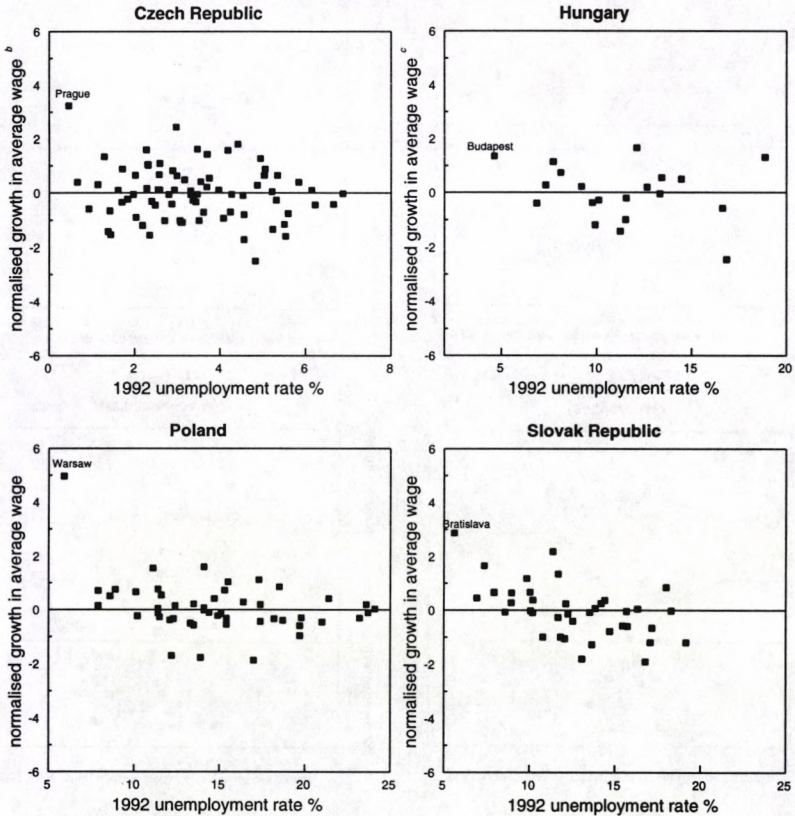 Czech Republic
normalised growth in average wage b
6
4
2
0
-2
-4
-6
Prague
0
2
4
6
8
1992 unemployment rate %
Hungary
normalised growth in average wage c
6
4
2
0
-2
-4
-6
Budapest
5
10
15
20
1992 unemployment rate %
Poland
normalised growth in average wage
6
4
2
0
-2
-4
-6
Warsaw
5
10
15
20
25
1992 unemployment rate %
Slovak Republic
normalised growth in average wage
6
4
2
0
-2
-4
-6
Bratislava
5
10
15
20
25
1992 unemployment rate %